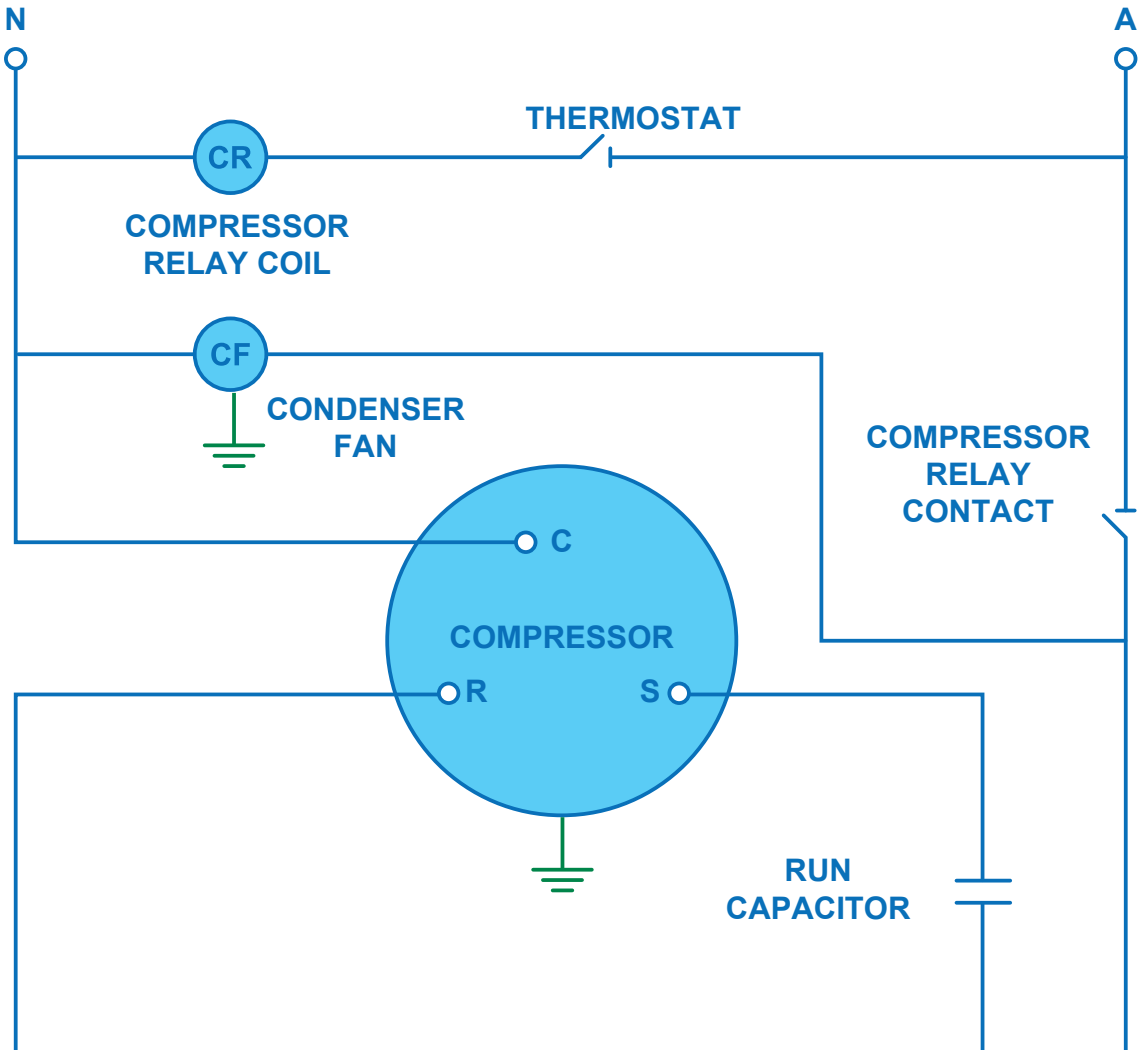 N
A
THERMOSTAT
CR
COMPRESSOR
RELAY COIL
CF
CONDENSER
FAN
COMPRESSOR
RELAY
CONTACT
C
COMPRESSOR
R
S
RUN
CAPACITOR